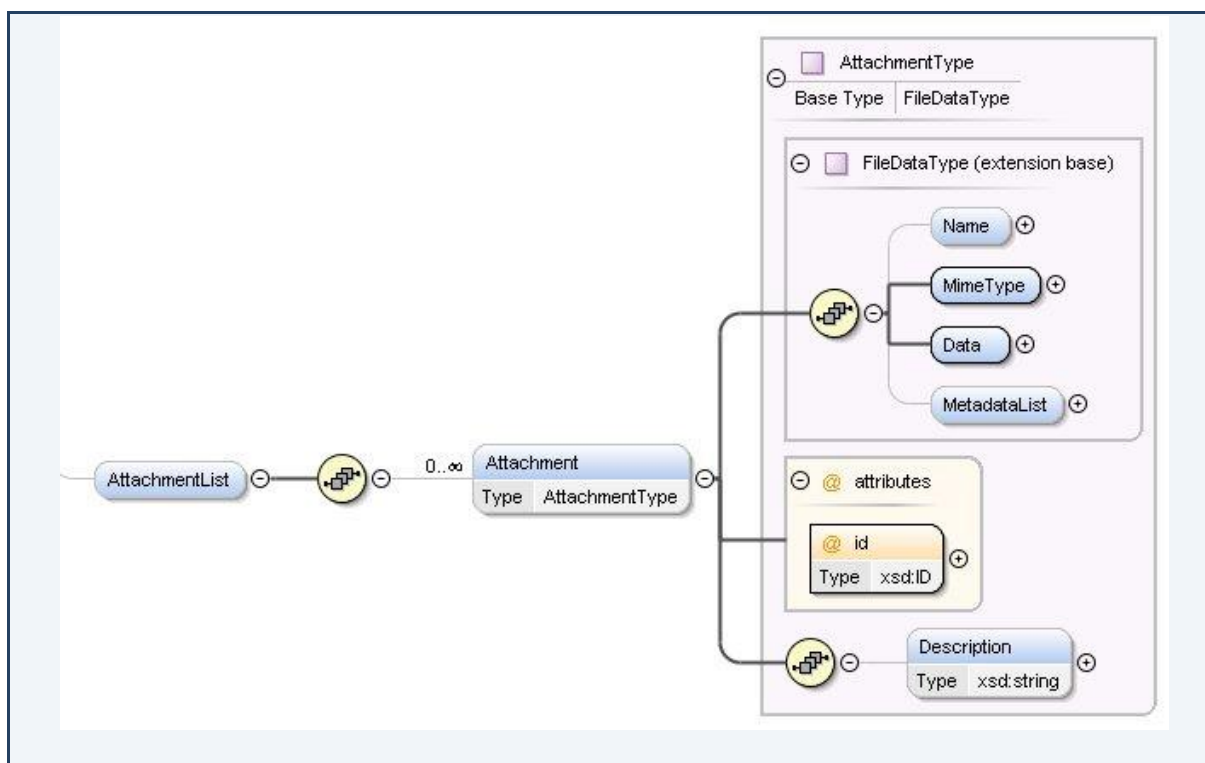 AttachmentType
Base Type FileDataType
FileDataType (extension base)
Name
MimeType
Data
MetadataList
AttachmentList
0..∞
Attachment
Type AttachmentType
@ attributes
@ id
Type xsd:ID
Description
Type xsd:string